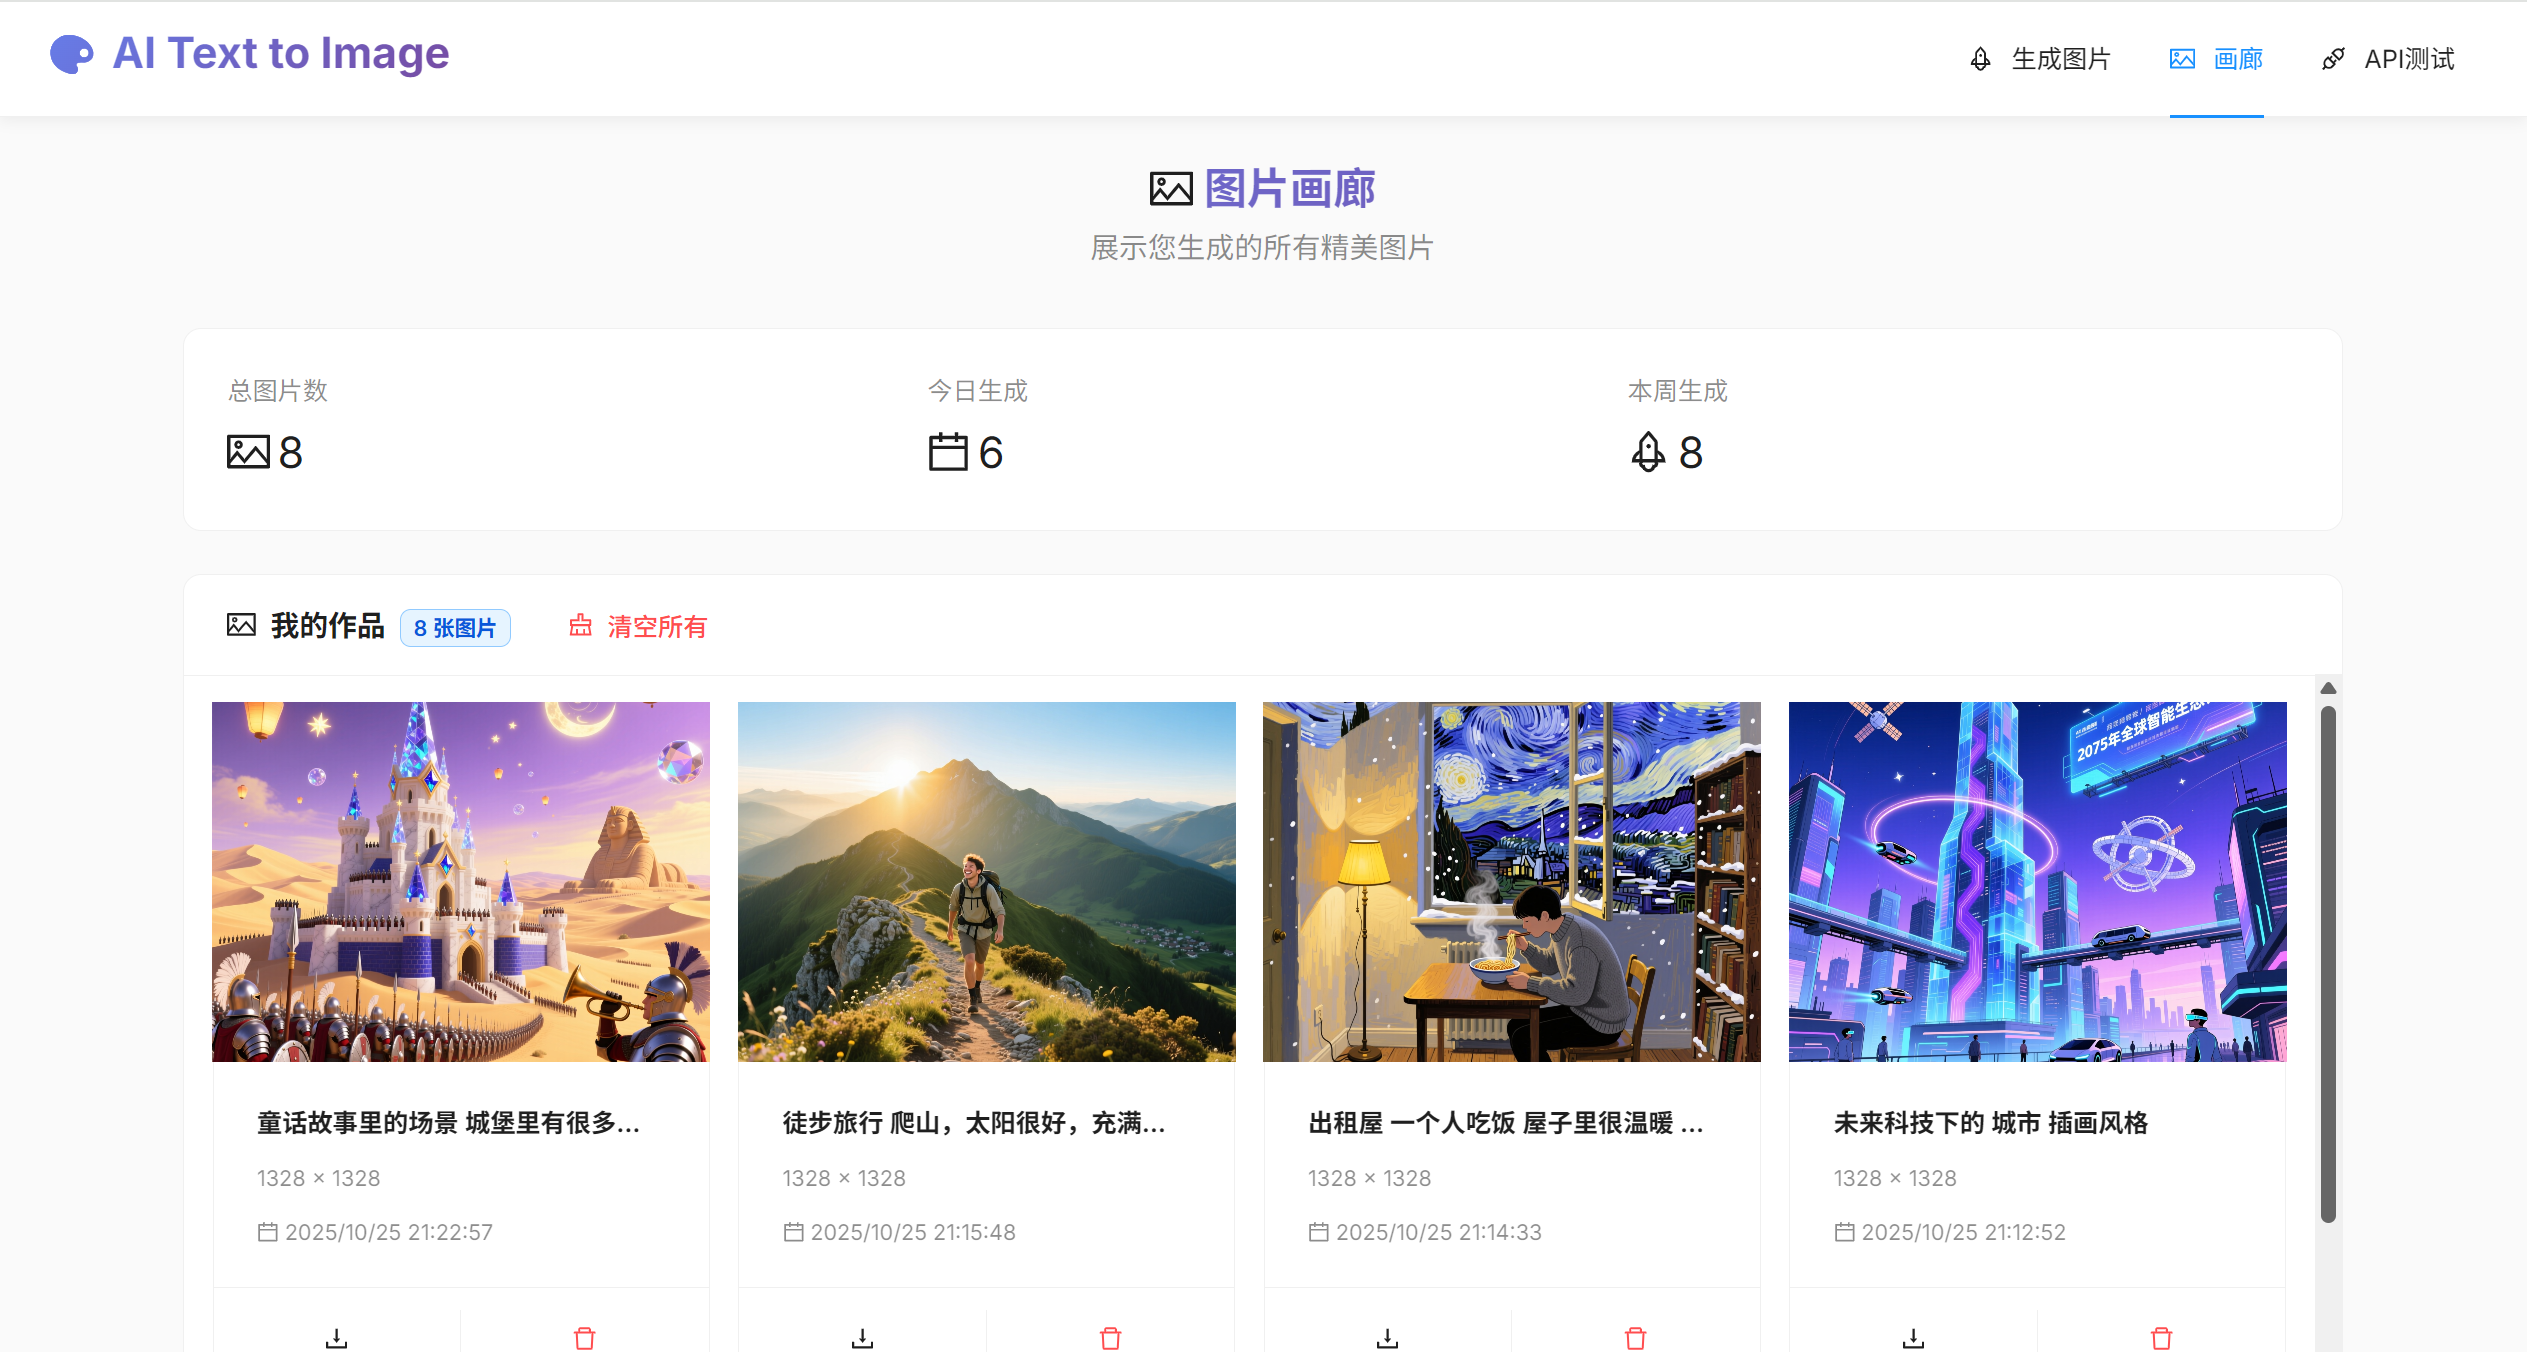 AI Text to Image
生成图片
画廊
API测试
图片画廊
展示您生成的所有精美图片
总图片数
8
今日生成
6
本周生成
8
我的作品
8 张图片
清空所有
2075年全球智能生态
童话故事里的场景 城堡里有很多...
1328 × 1328
2025/10/25 21:22:57
徒步旅行 爬山，太阳很好，充满...
1328 × 1328
2025/10/25 21:15:48
出租屋 一个人吃饭 屋子里很温暖 ...
1328 × 1328
2025/10/25 21:14:33
未来科技下的 城市 插画风格
1328 × 1328
2025/10/25 21:12:52